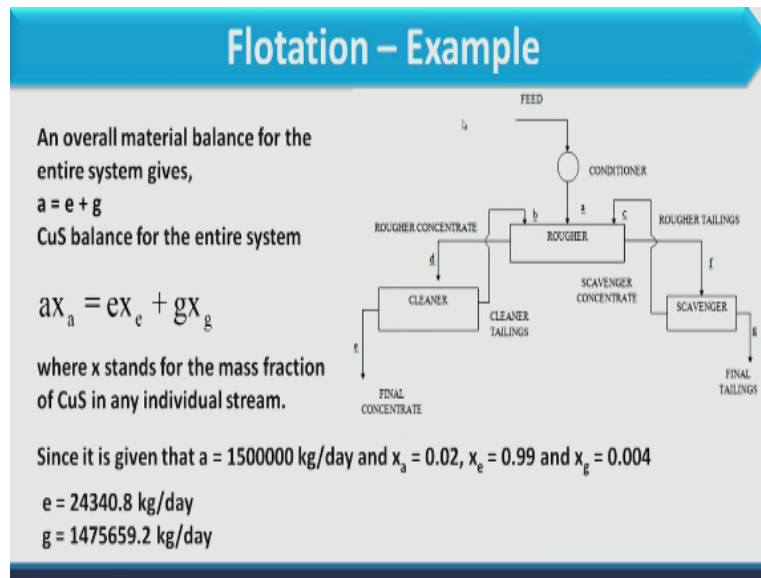 Flotation – Example
An overall material balance for the
entire system gives,
a = e + g
CuS balance for the entire system
ax_a = ex_e + gx_g
where x stands for the mass fraction
of CuS in any individual stream.
FEED
CONDITIONER
a
b
c
ROUGHER CONCENTRATE
ROUGHER
ROUGHER TAILINGS
d
f
SCAVENGER
CONCENTRATE
CLEANER
CLEANER
TAILINGS
SCAVENGER
e
g
FINAL
CONCENTRATE
FINAL
TAILINGS
Since it is given that a = 1500000 kg/day and x_a = 0.02, x_e = 0.99 and x_g = 0.004
e = 24340.8 kg/day
g = 1475659.2 kg/day